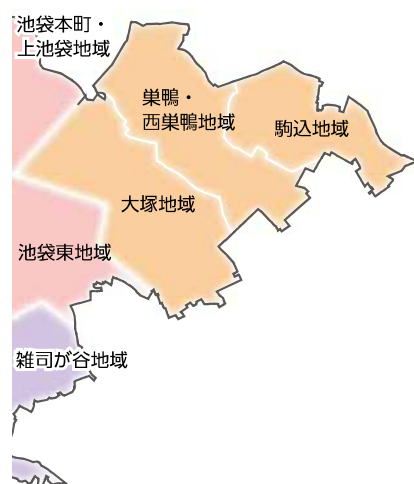 池袋本町・
上池袋地域
巣鴨・
西巣鴨地域
駒込地域
大塚地域
池袋東地域
雑司が谷地域